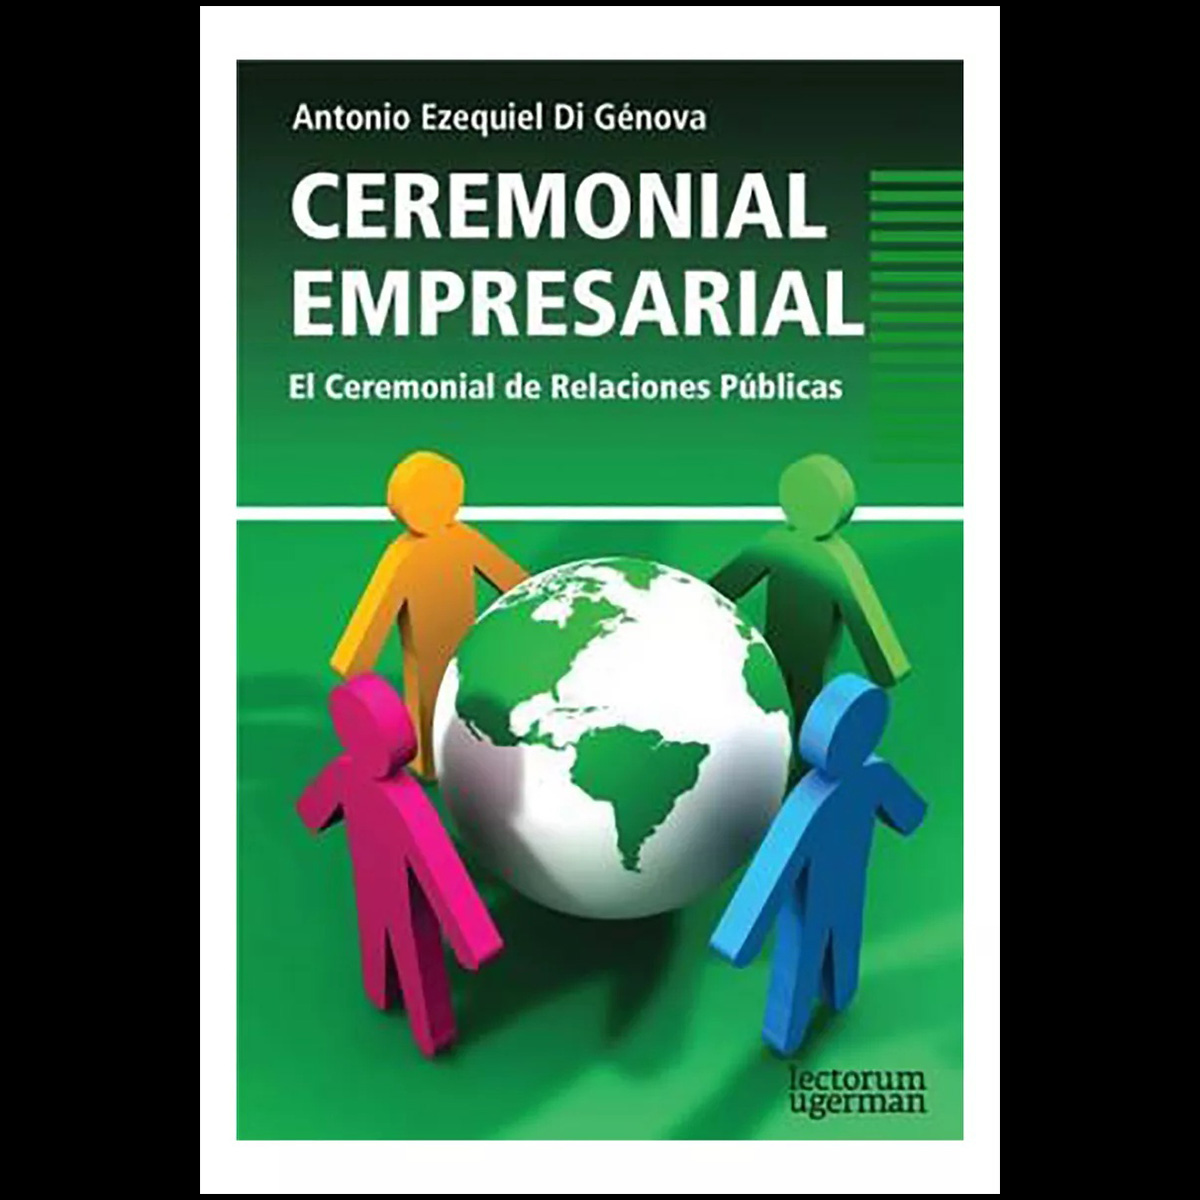 Antonio Ezequiel Di Génova
CEREMONIAL
EMPRESARIAL
El Ceremonial de Relaciones Públicas
lectorum
ugerman